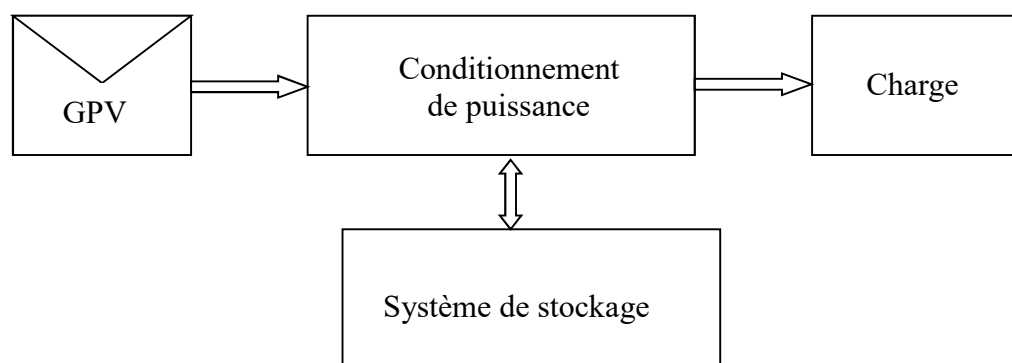 GPV
Conditionnement
de puissance
Charge
Système de stockage